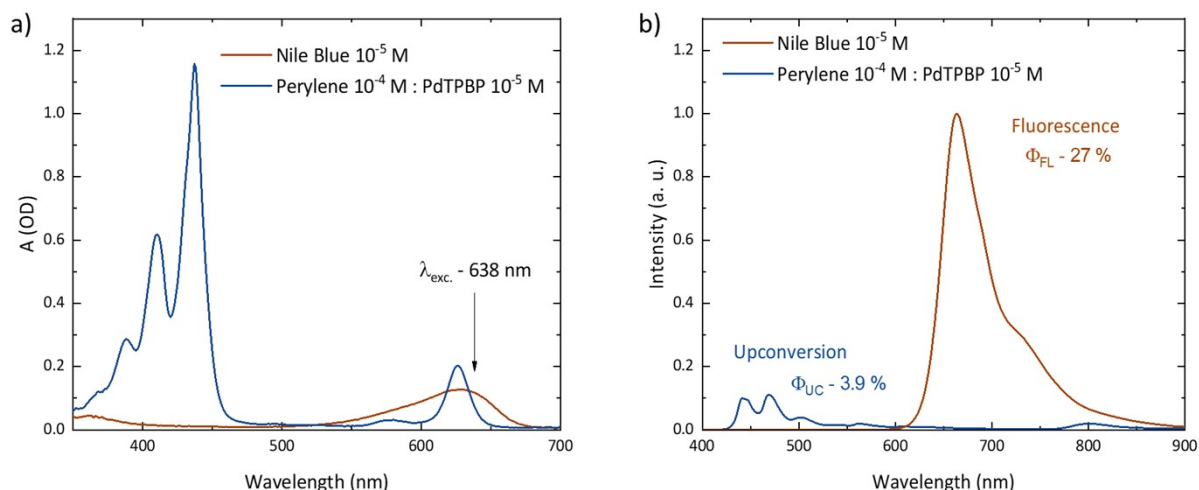 a)
Nile Blue 10⁻⁵ M
Perylene 10⁻⁴ M : PdTPBP 10⁻⁵ M
λexc. - 638 nm
A (OD)
1.2
1.0
0.8
0.6
0.4
0.2
0.0
400
500
600
700
Wavelength (nm)
b)
Nile Blue 10⁻⁵ M
Perylene 10⁻⁴ M : PdTPBP 10⁻⁵ M
Fluorescence
ΦFL - 27 %
Upconversion
ΦUC - 3.9 %
Intensity (a. u.)
1.2
1.0
0.8
0.6
0.4
0.2
0.0
400
500
600
700
800
900
Wavelength (nm)